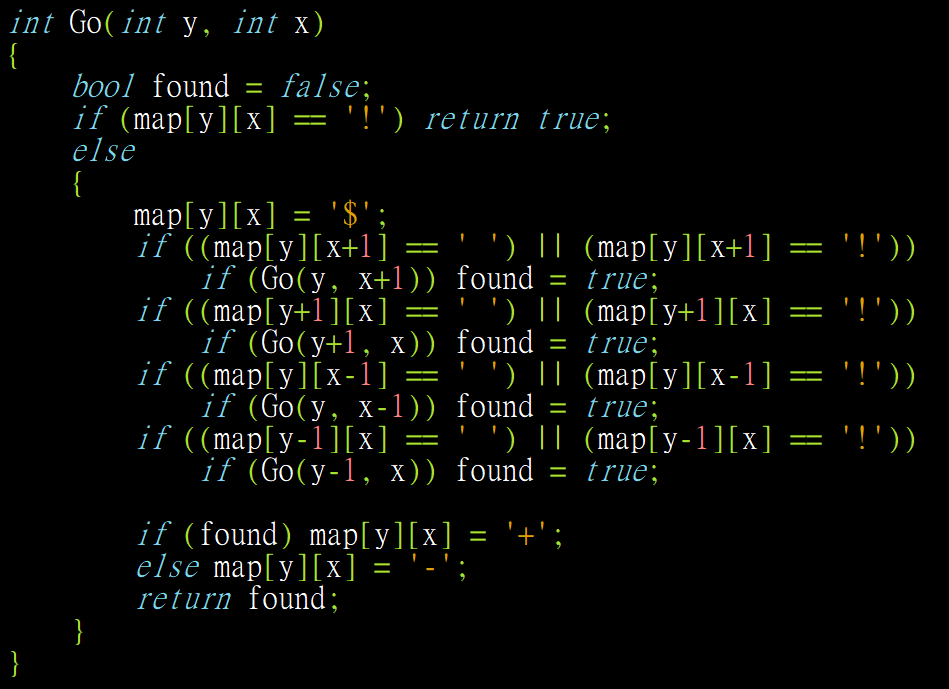 int Go(int y, int x)
{
    bool found = false;
    if (map[y][x] == '!') return true;
    else
    {
        map[y][x] = '$';
        if ((map[y][x+1] == ' ') || (map[y][x+1] == '!'))
            if (Go(y, x+1)) found = true;
        if ((map[y+1][x] == ' ') || (map[y+1][x] == '!'))
            if (Go(y+1, x)) found = true;
        if ((map[y][x-1] == ' ') || (map[y][x-1] == '!'))
            if (Go(y, x-1)) found = true;
        if ((map[y-1][x] == ' ') || (map[y-1][x] == '!'))
            if (Go(y-1, x)) found = true;

        if (found) map[y][x] = '+';
        else map[y][x] = '-';
        return found;
    }
}